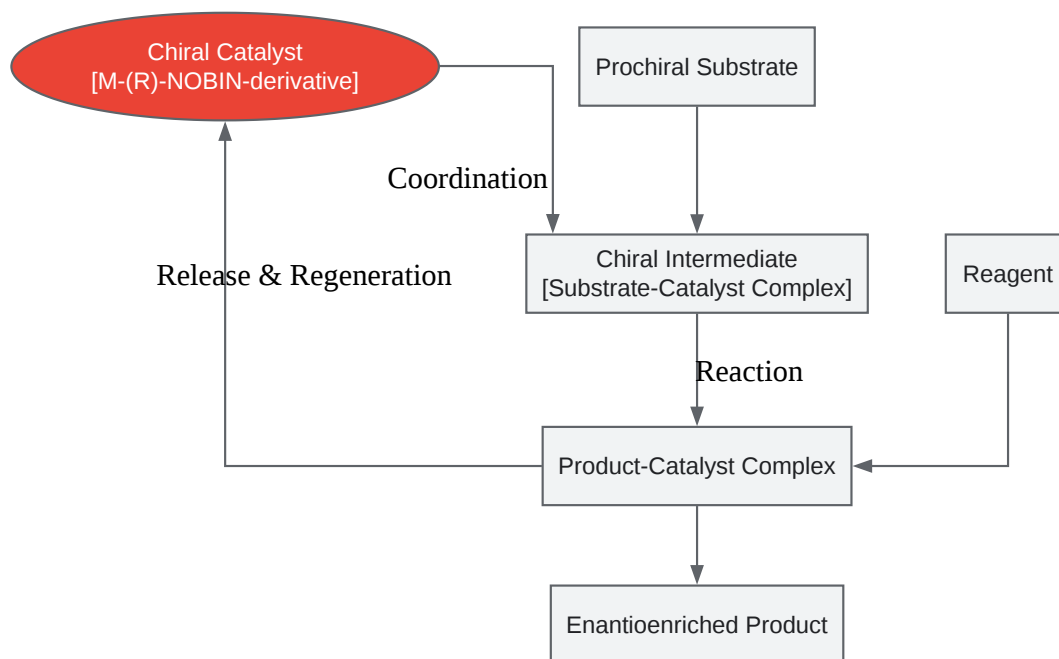 Chiral Catalyst
[M-(R)-NOBIN-derivative]
Prochiral Substrate
Coordination
Chiral Intermediate
[Substrate-Catalyst Complex]
Release & Regeneration
Reagent
Reaction
Product-Catalyst Complex
Enantioenriched Product